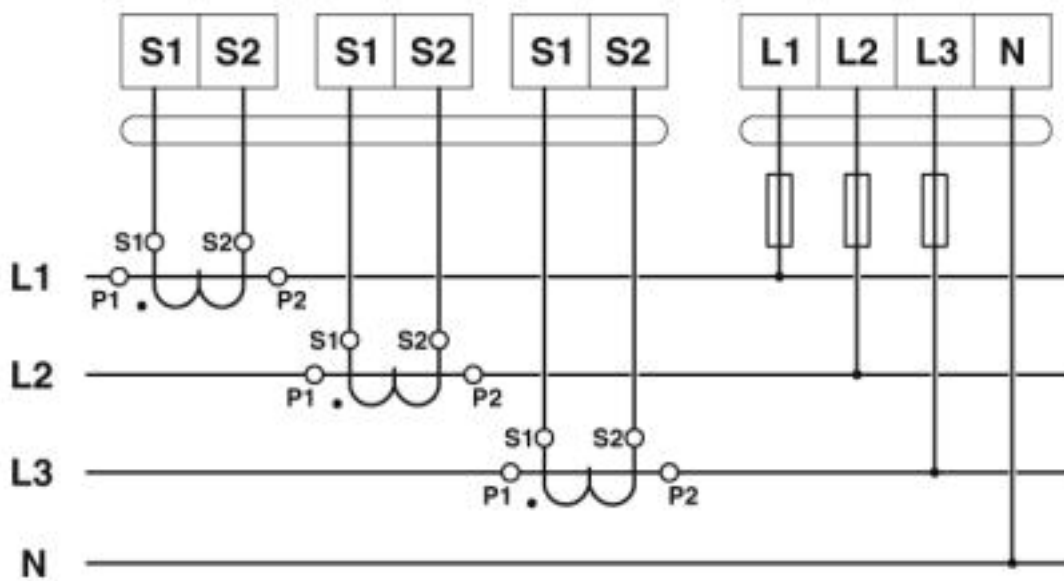 S1 S2 S1 S2 S1 S2 L1 L2 L3 N
S1 S2
L1
P1 P2
S1 S2
L2
P1 P2
S1 S2
L3
P1 P2
N